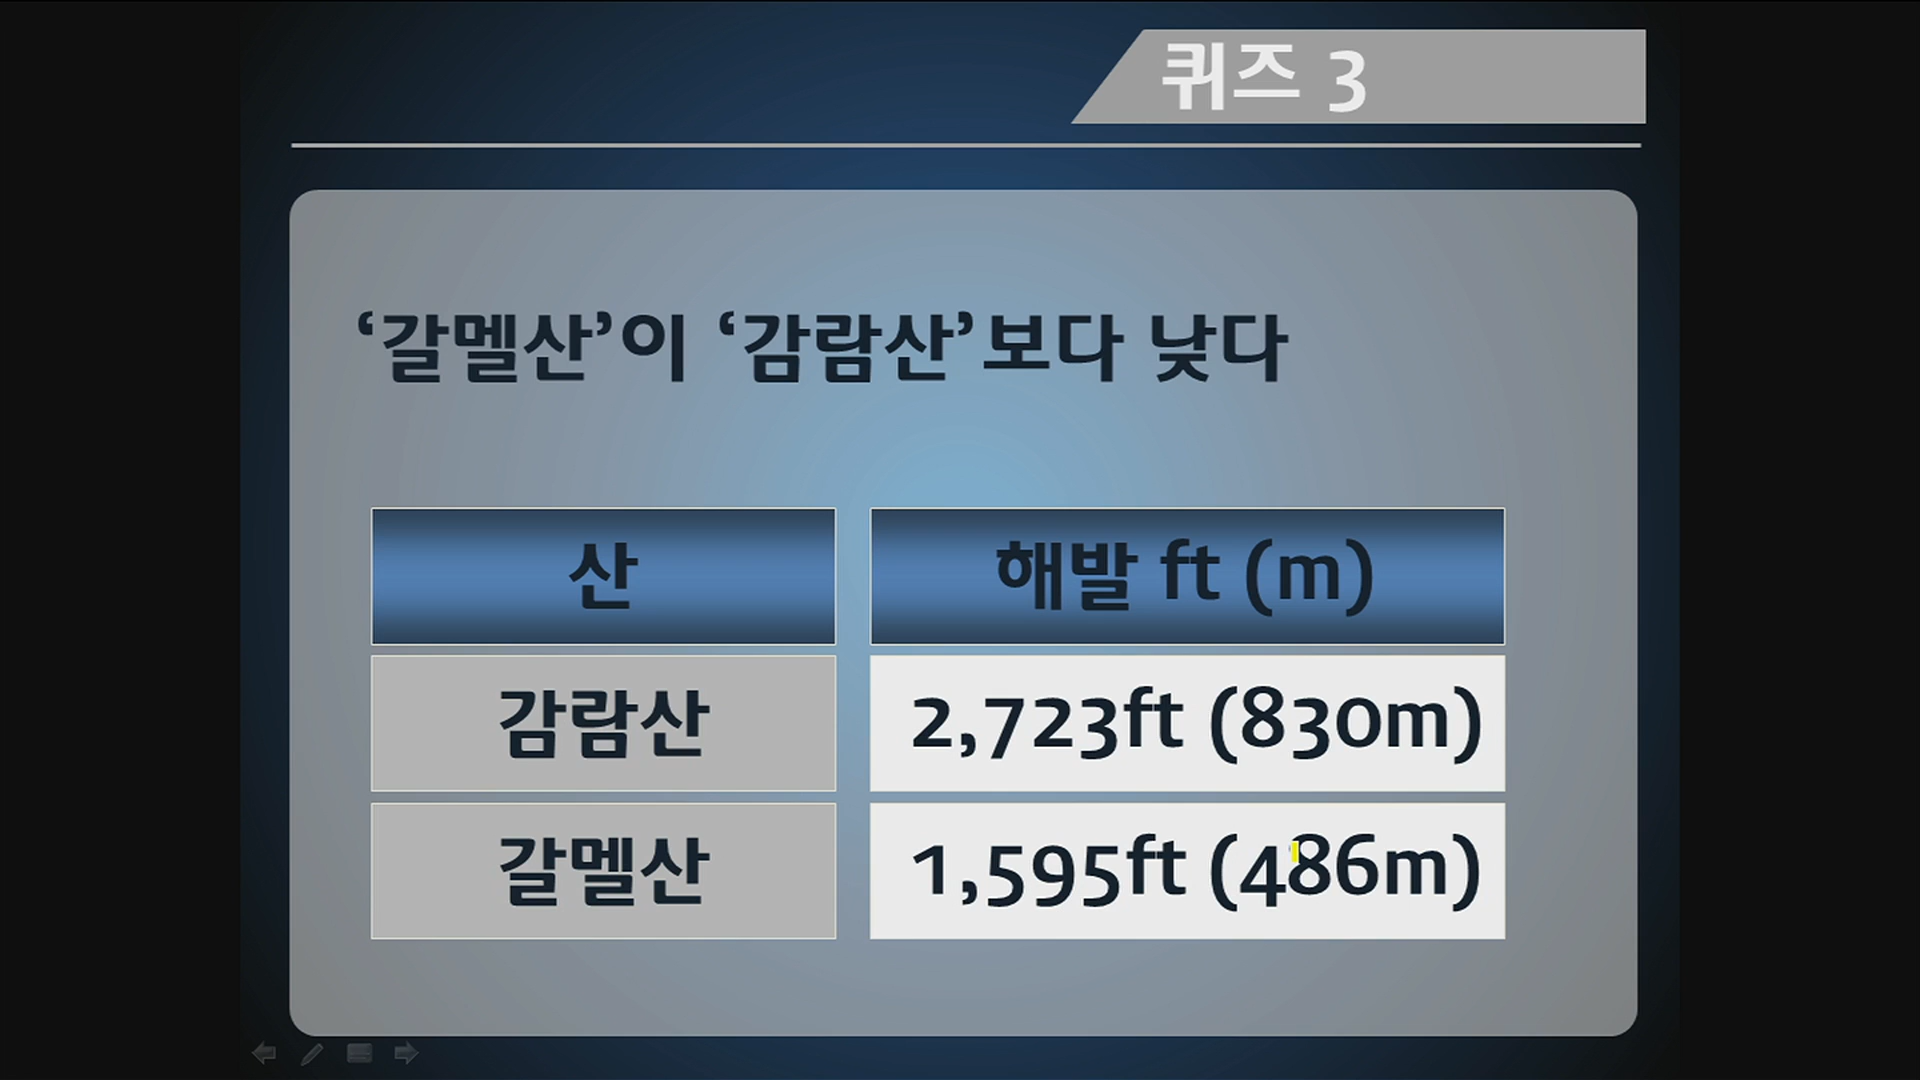 퀴즈 3
‘갈멜산’이 ‘감람산’보다 낮다
산 해발 ft (m)
감람산 2,723ft (830m)
갈멜산 1,595ft (486m)